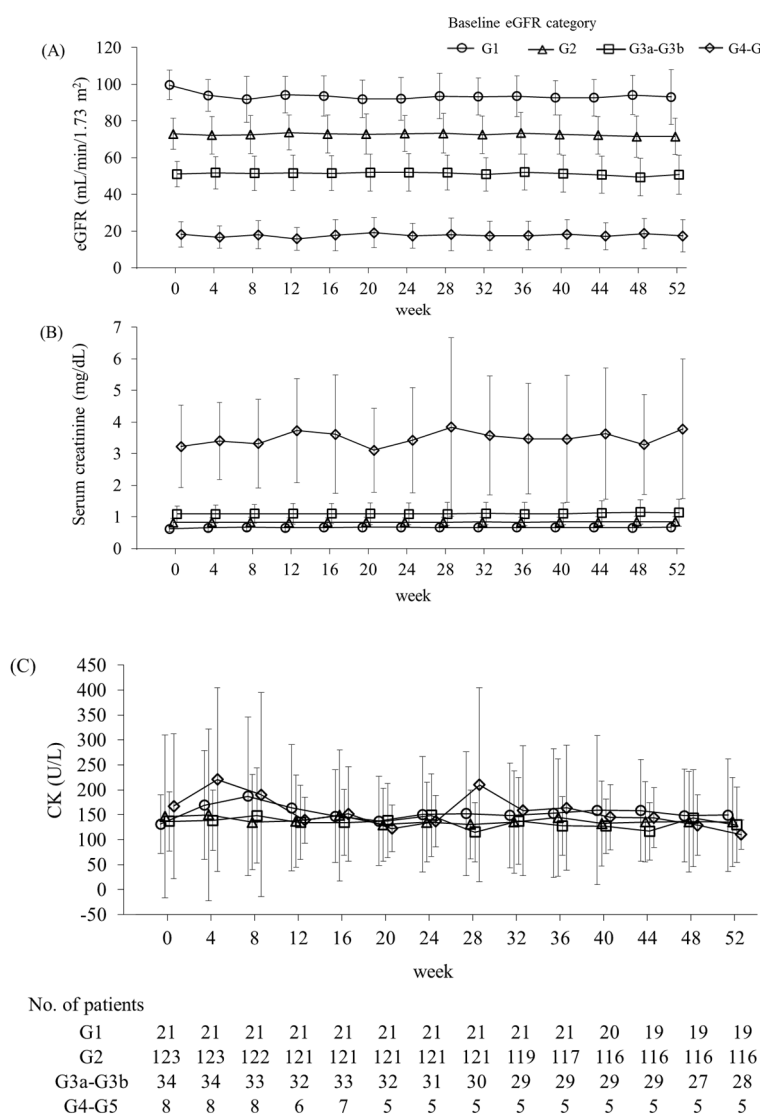 Baseline eGFR category
G1 G2 G3a-G3b G4-G
(A)
eGFR (mL/min/1.73 m²)
120
100
80
60
40
20
0
0 4 8 12 16 20 24 28 32 36 40 44 48 52
week
(B)
Serum creatinine (mg/dL)
7
6
5
4
3
2
1
0
0 4 8 12 16 20 24 28 32 36 40 44 48 52
week
(C)
CK (U/L)
450
400
350
300
250
200
150
100
50
0
-50
0 4 8 12 16 20 24 28 32 36 40 44 48 52
week
No. of patients
G1 21 21 21 21 21 21 21 21 21 21 20 19 19 19
G2 123 123 122 121 121 121 121 121 119 117 116 116 116 116
G3a-G3b 34 34 33 32 33 32 31 30 29 29 29 29 27 28
G4-G5 8 8 8 6 7 5 5 5 5 5 5 5 5 5